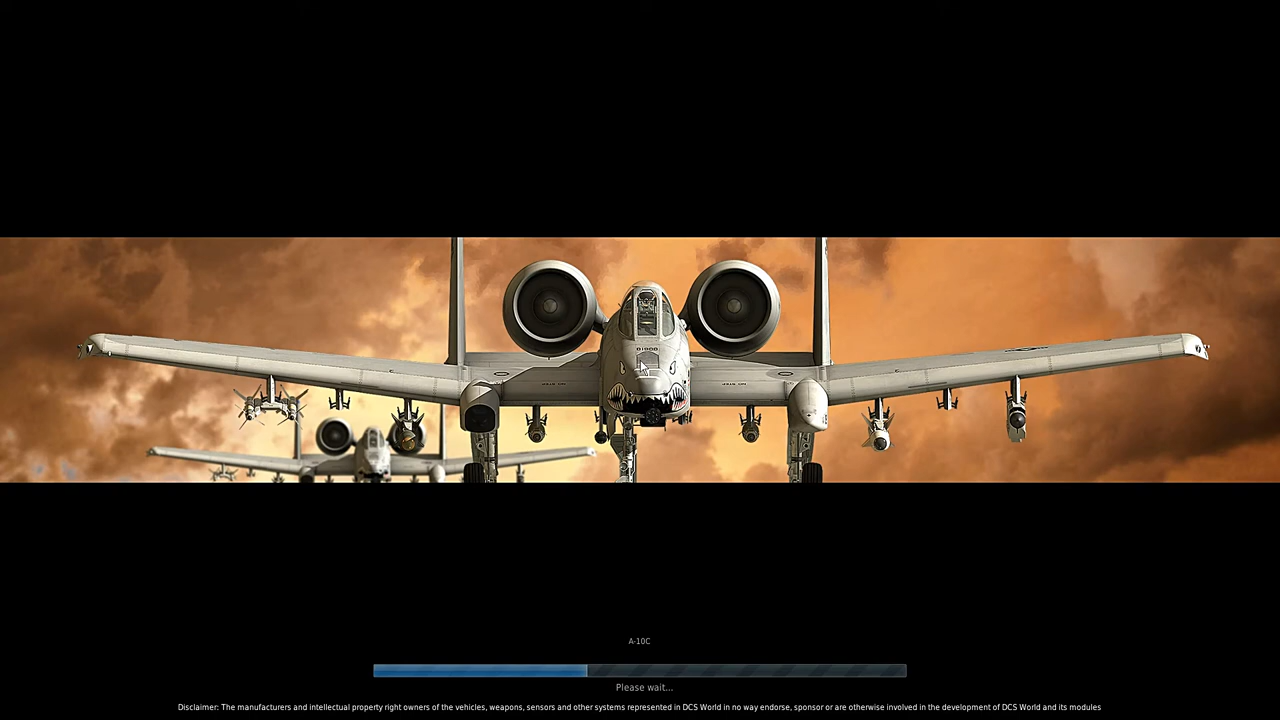 A-10C
Please wait...
Disclaimer: The manufacturers and intellectual property right owners of the vehicles, weapons, sensors and other systems represented in DCS World in no way endorse, sponsor or are otherwise involved in the development of DCS World and its modules